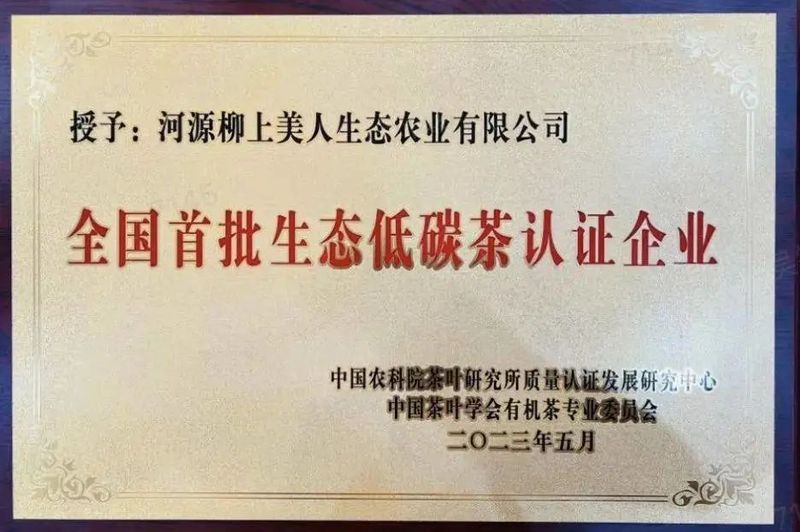 授予：河源柳上美人生态农业有限公司
全国首批生态低碳茶认证企业
中国农科院茶叶研究所质量认证发展研究中心
中国茶叶学会有机茶专业委员会
二〇二三年五月